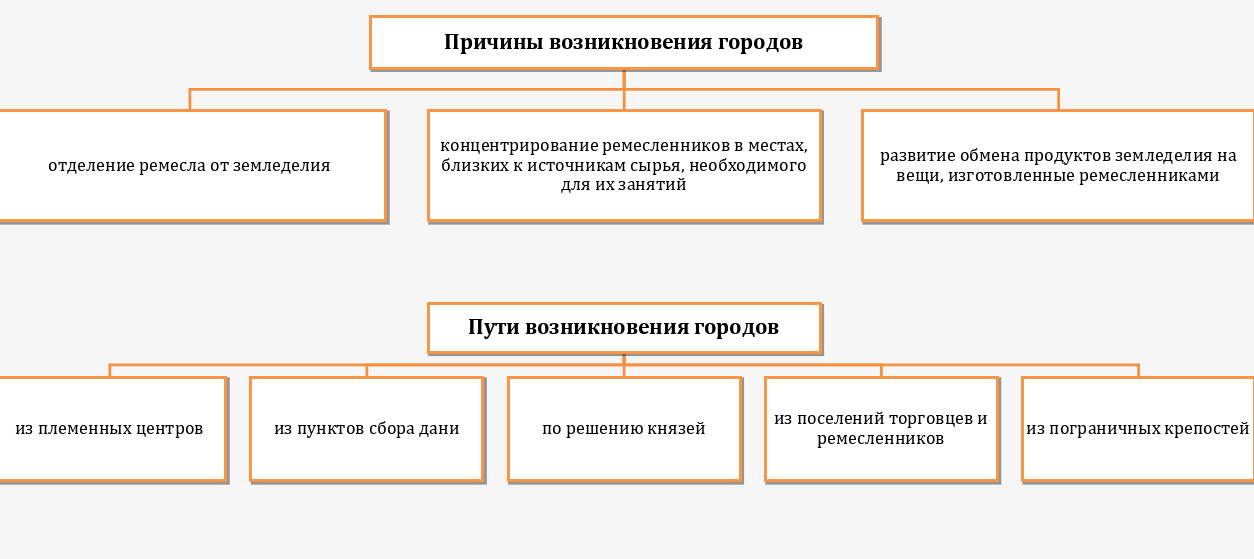 Причины возникновения городов
отделение ремесла от земледелия
концентрирование ремесленников в местах,
близких к источникам сырья, необходимого
для их занятий
развитие обмена продуктов земледелия на
вещи, изготовленные ремесленниками
Пути возникновения городов
из племенных центров
из пунктов сбора дани
по решению князей
из поселений торговцев и
ремесленников
из пограничных крепостей